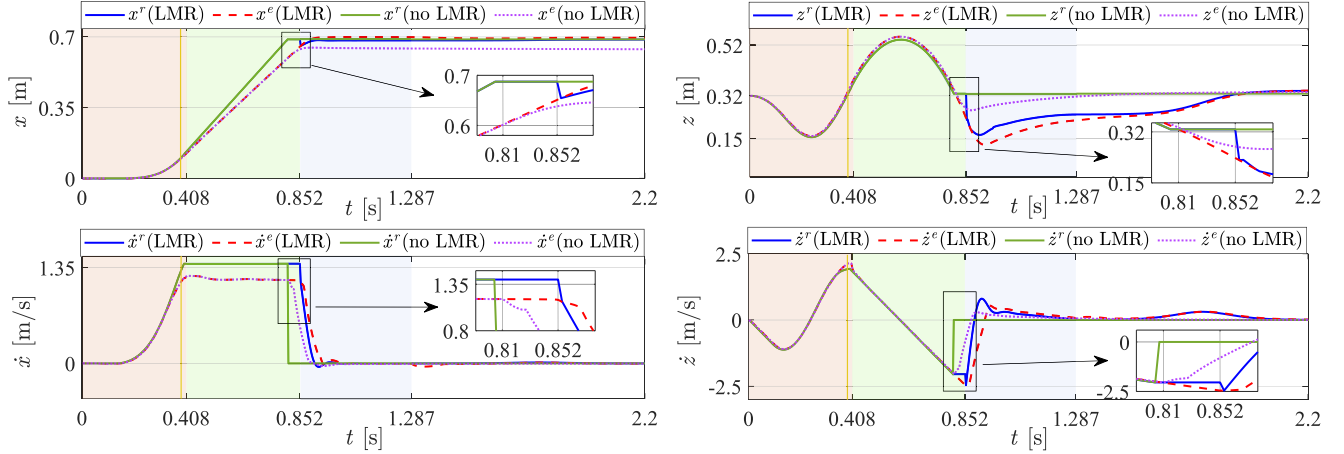 x^r(LMR) x^e(LMR) x^r(no LMR) x^e(no LMR)
0.7
0.35
0
x [m]
0.7
0.6
0.81 0.852
0 0.408 0.852 1.287 2.2
t [s]
z^r(LMR) z^e(LMR) z^r(no LMR) z^e(no LMR)
0.52
0.32
0.15
z [m]
0.32
0.15
0.81 0.852
0 0.408 0.852 1.287 2.2
t [s]
ẋ^r(LMR) ẋ^e(LMR) ẋ^r(no LMR) ẋ^e(no LMR)
1.35
0
ẋ [m/s]
1.35
0.8
0.81 0.852
0 0.408 0.852 1.287 2.2
t [s]
ż^r(LMR) ż^e(LMR) ż^r(no LMR) ż^e(no LMR)
2.5
0
-2.5
ż [m/s]
0
-2.5
0.81 0.852
0 0.408 0.852 1.287 2.2
t [s]